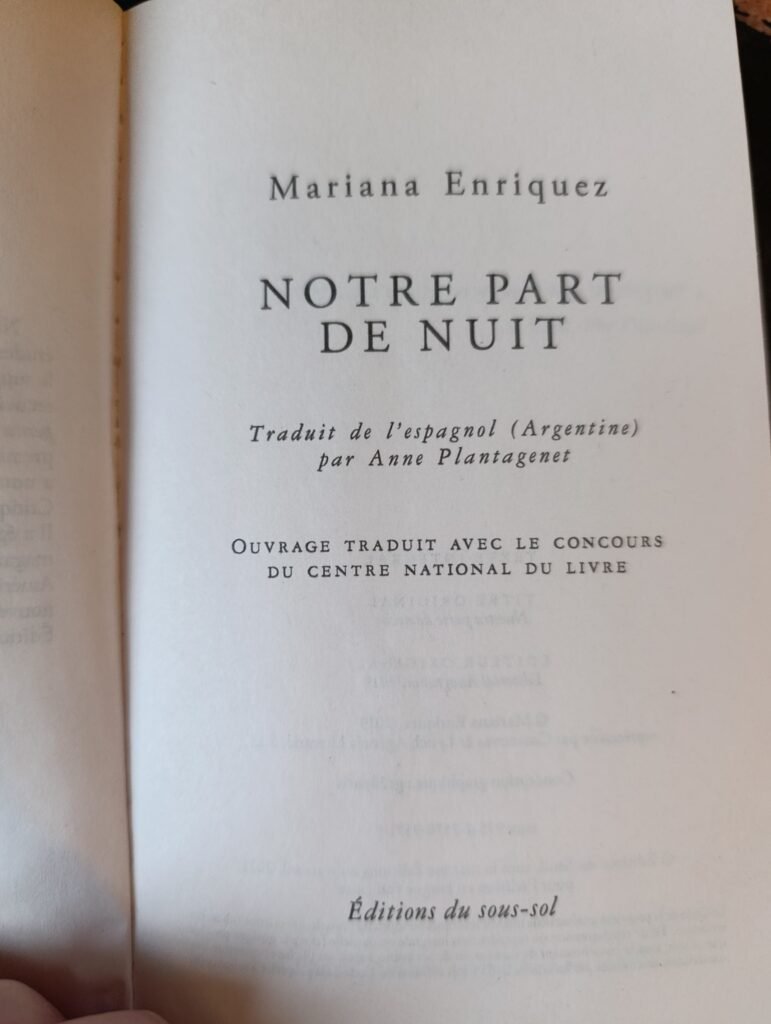 Mariana Enriquez
NOTRE PART
DE NUIT
Traduit de l'espagnol (Argentine)
par Anne Plantagenet
OUVRAGE TRADUIT AVEC LE CONCOURS
DU CENTRE NATIONAL DU LIVRE
Éditions du sous-sol